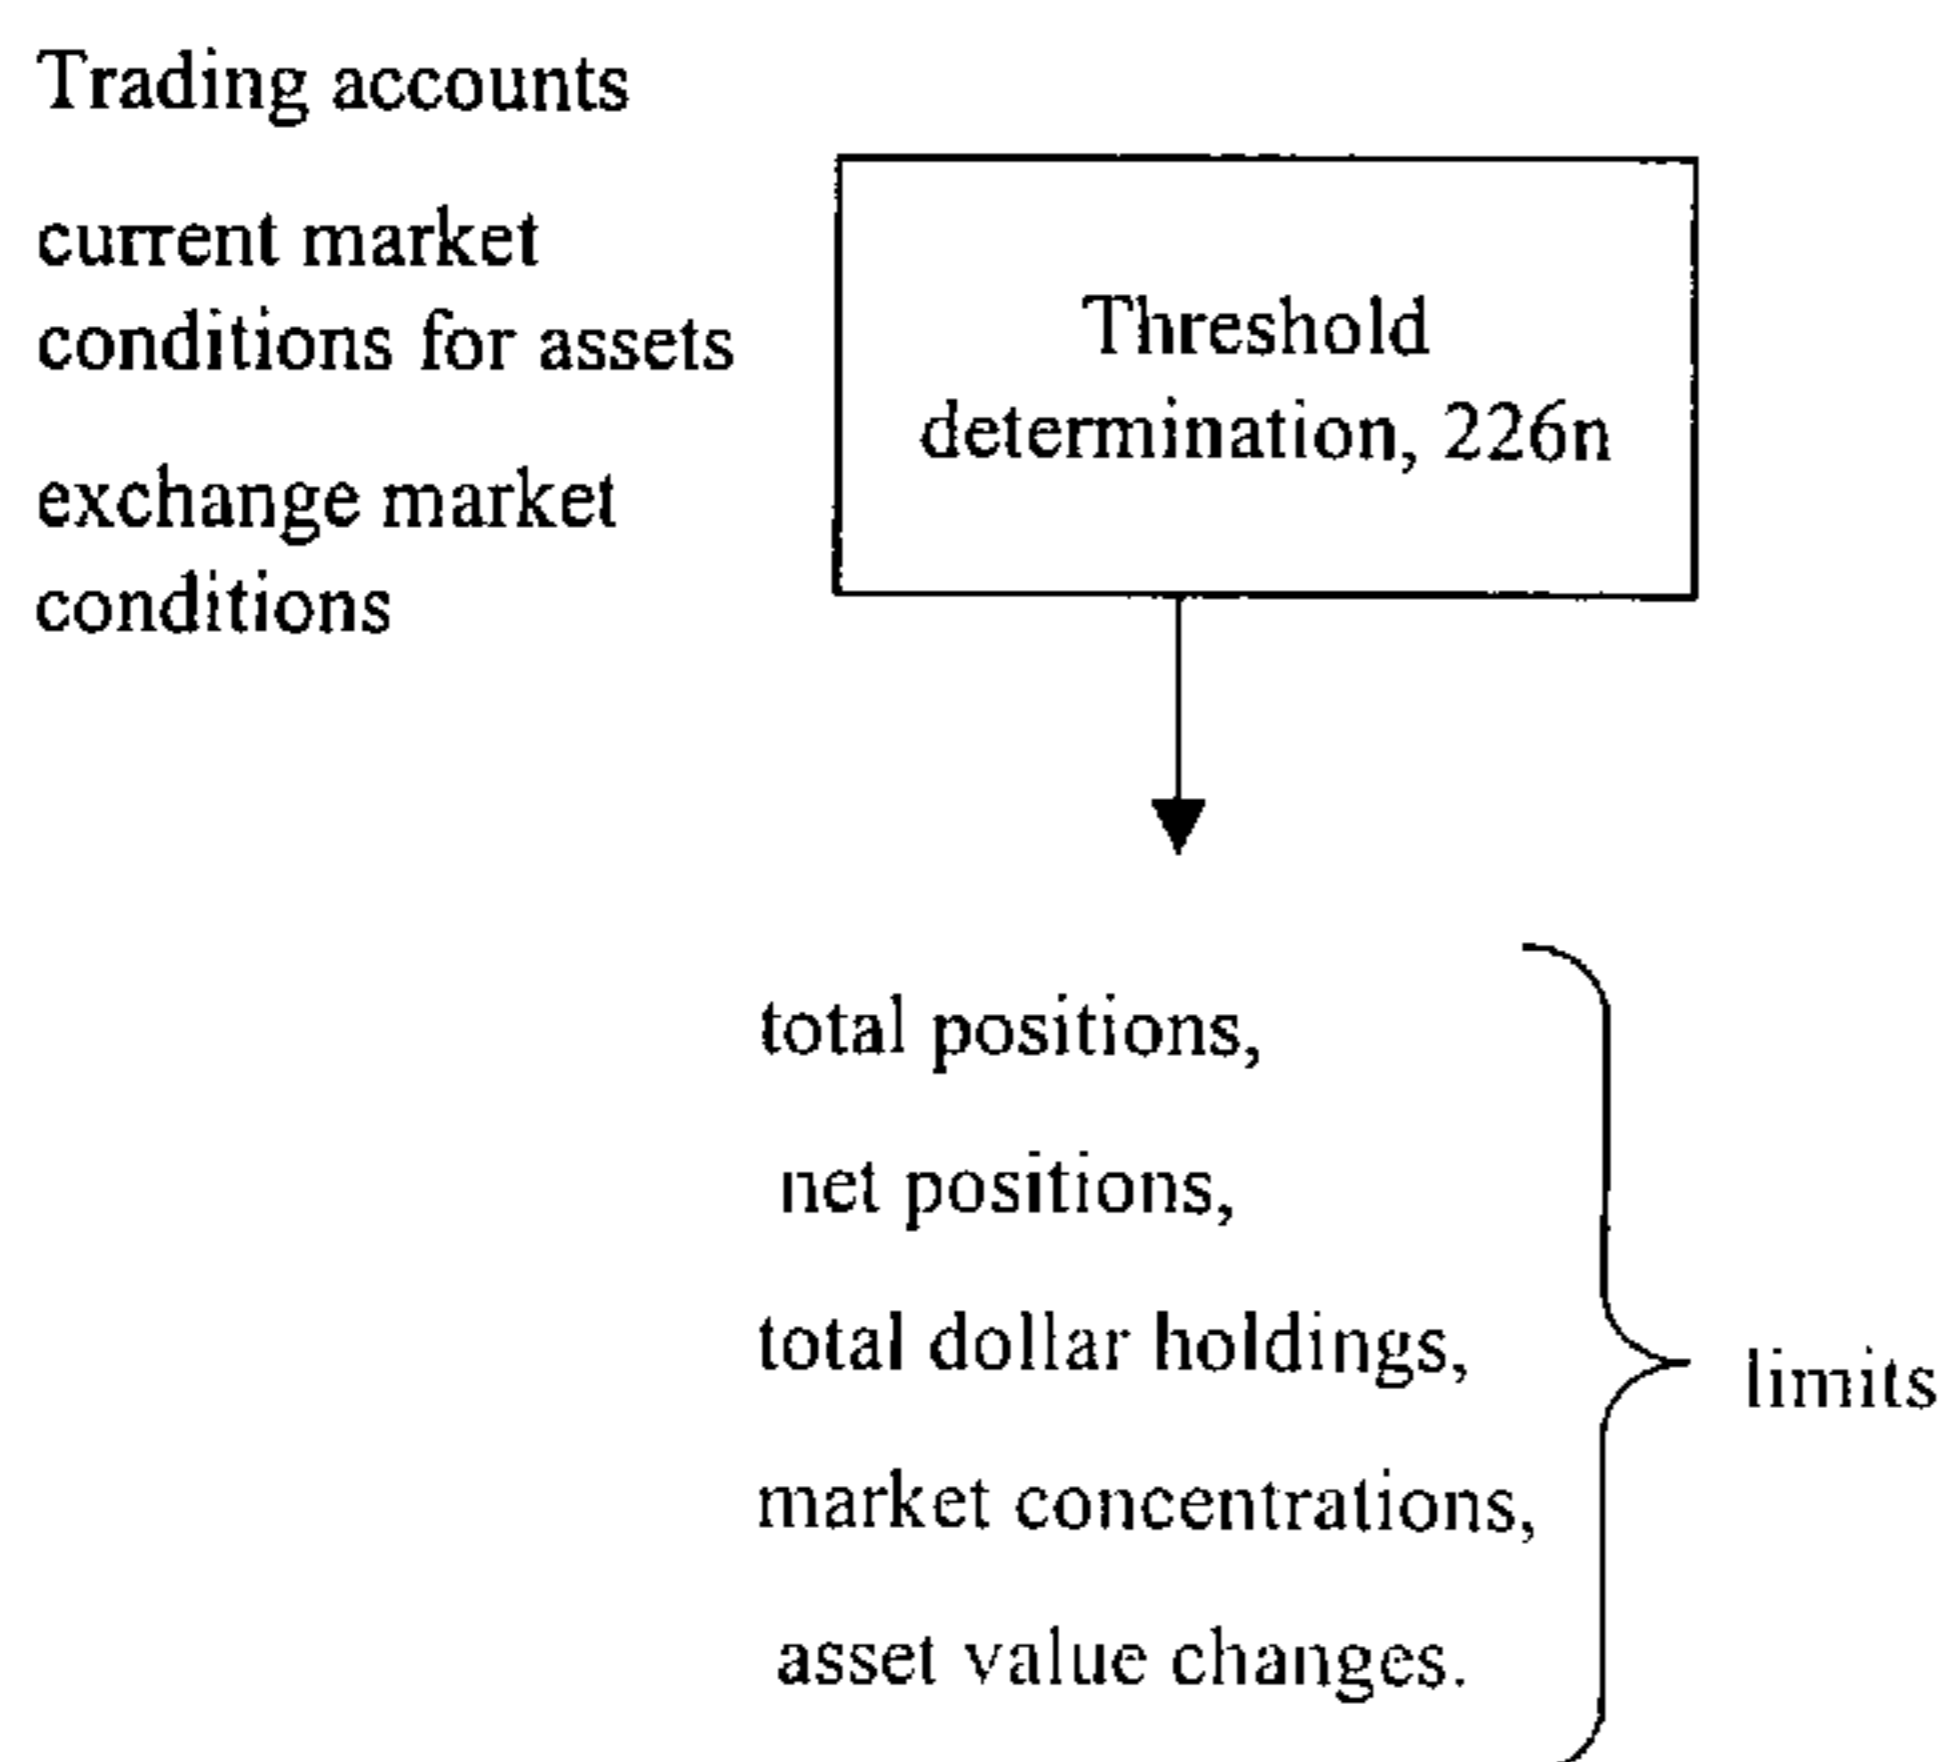 Trading accounts
current market
conditions for assets
exchange market
conditions
Threshold
determination, 226n
total positions,
net positions,
total dollar holdings,
market concentrations,
asset value changes.
limits